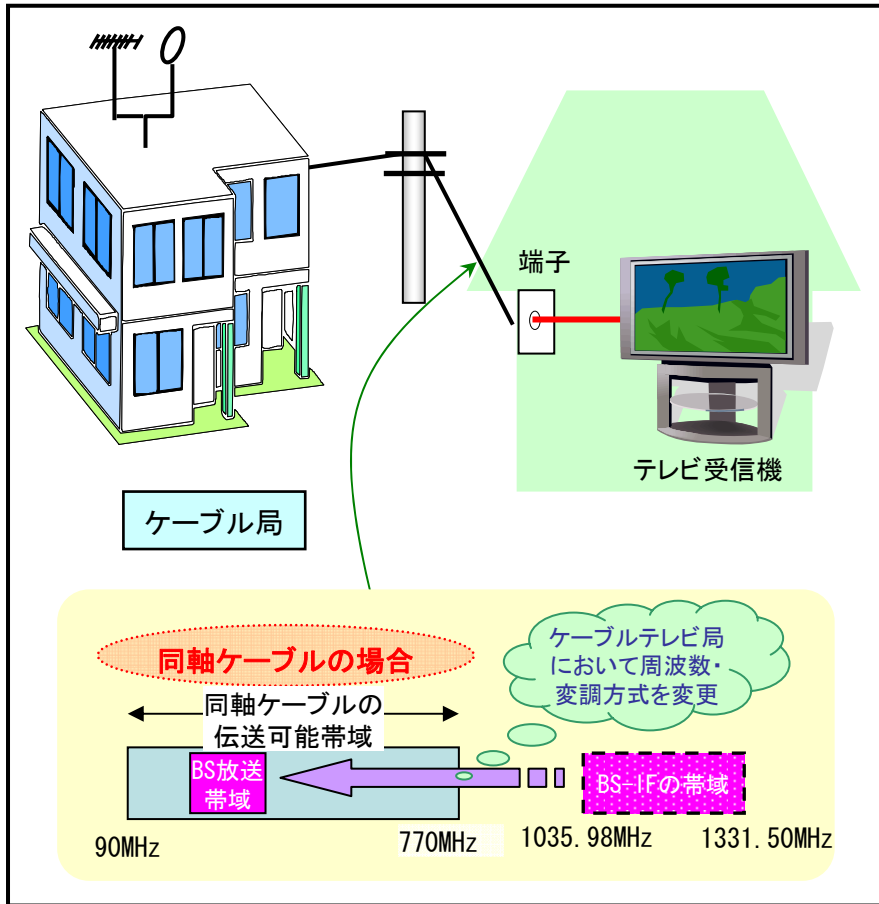 端子
テレビ受信機
ケーブル局
同軸ケーブルの場合
ケーブルテレビ局
において周波数・
変調方式を変更
同軸ケーブルの
伝送可能帯域
BS放送
帯域
BS-IFの帯域
90MHz
770MHz
1035.98MHz
1331.50MHz